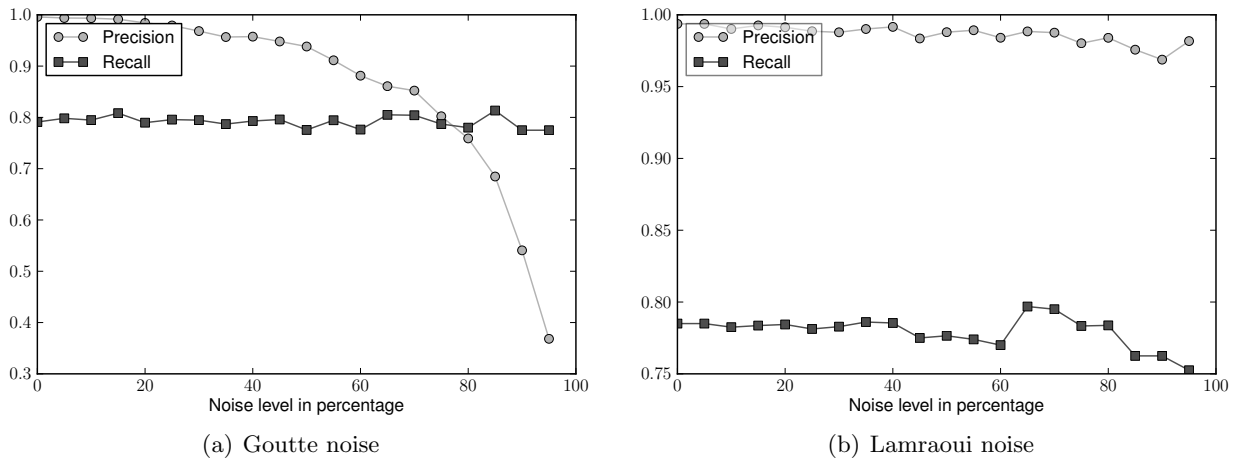 1.0
0.9
0.8
0.7
0.6
0.5
0.4
0.3
Precision
Recall
0 20 40 60 80 100
Noise level in percentage
(a) Goutte noise
1.00
0.95
0.90
0.85
0.80
0.75
Precision
Recall
0 20 40 60 80 100
Noise level in percentage
(b) Lamraoui noise